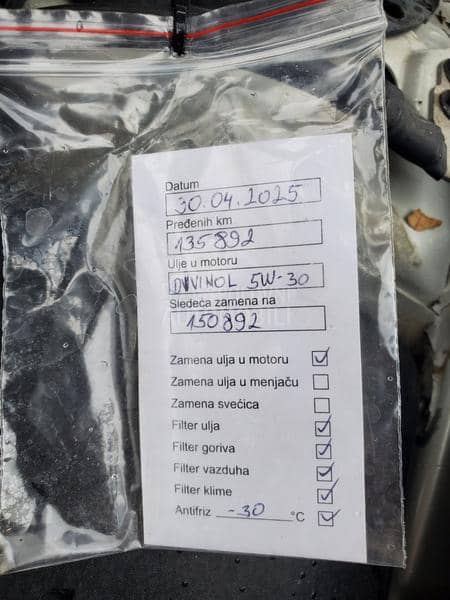 Datum
30.04.2025
Pređenih km
135892
Ulje u motoru
DIVINOL 5W-30
Sledeća zamena na
150892
Zamena ulja u motoru
Zamena ulja u menjaču
Zamena svećica
Filter ulja
Filter goriva
Filter vazduha
Filter klime
Antifriz -30 °C